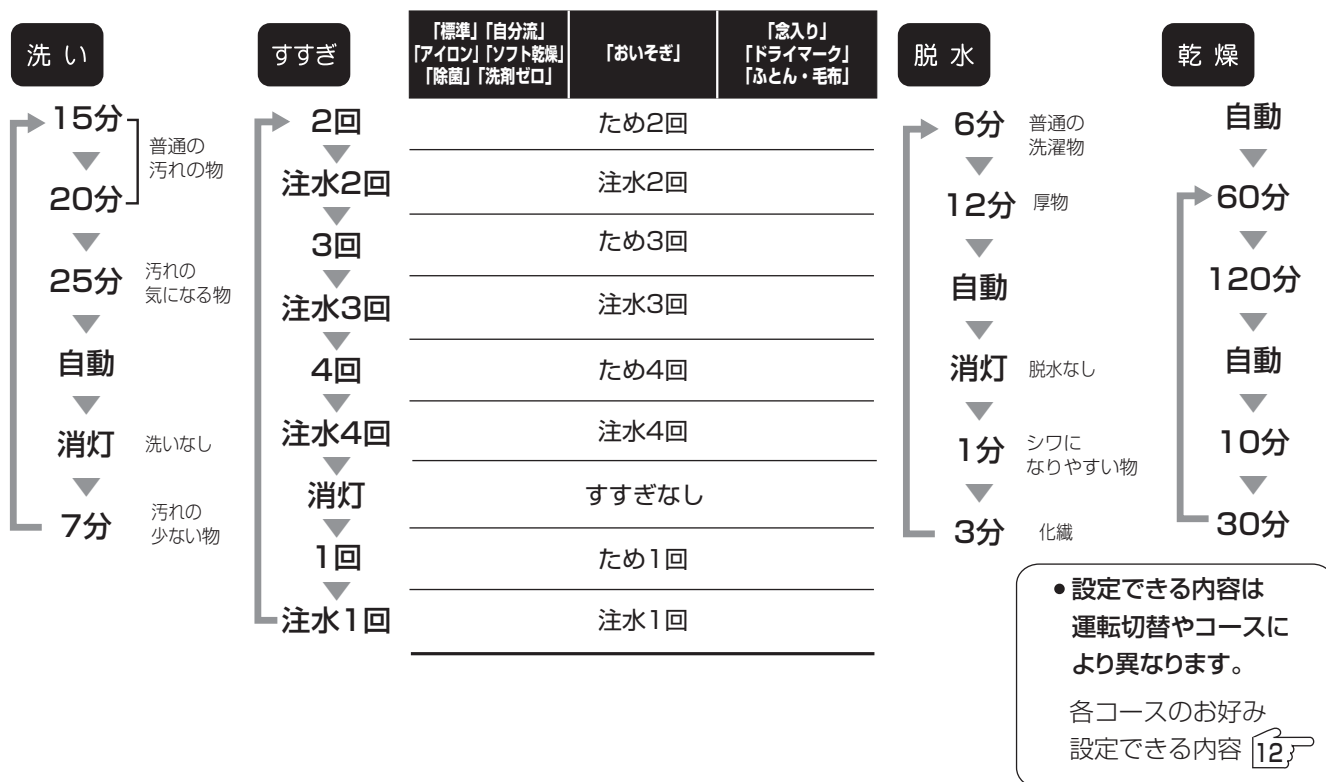 洗い
15分
普通の
汚れの物
20分
25分
汚れの
気になる物
自動
消灯
洗いなし
7分
汚れの
少ない物
すすぎ
2回
注水2回
3回
注水3回
4回
注水4回
消灯
1回
注水1回
「標準」「自分流」
「アイロン」「ソフト乾燥」
「除菌」「洗剤ゼロ」
「おいそぎ」
「念入り」
「ドライマーク」
「ふとん・毛布」
ため2回
注水2回
ため3回
注水3回
ため4回
注水4回
すすぎなし
ため1回
注水1回
脱水
6分
普通の
洗濯物
12分
厚物
自動
消灯
脱水なし
1分
シワに
なりやすい物
3分
化繊
乾燥
自動
60分
120分
自動
10分
30分
● 設定できる内容は
運転切替やコースに
より異なります。
各コースのお好み
設定できる内容 12